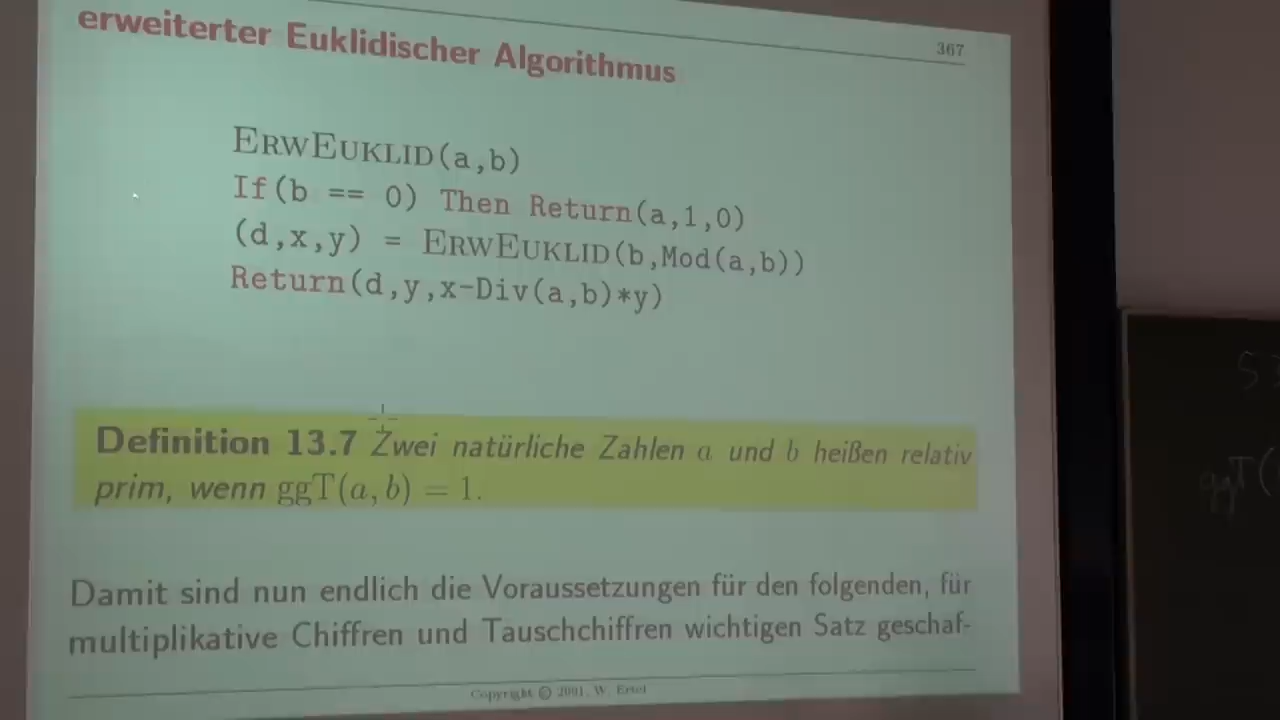 erweiterter Euklidischer Algorithmus
367
ERWEUKLID(a,b)
If(b == 0) Then Return(a,1,0)
(d,x,y) = ERWEUKLID(b,Mod(a,b))
Return(d,y,x-Div(a,b)*y)
Definition 13.7 Zwei natürliche Zahlen a und b heißen relativ
prim, wenn ggT(a, b) = 1.
Damit sind nun endlich die Voraussetzungen für den folgenden, für
multiplikative Chiffren und Tauschchiffren wichtigen Satz geschaf-
Copyright © 2001, W. Ertel
S
ggT(